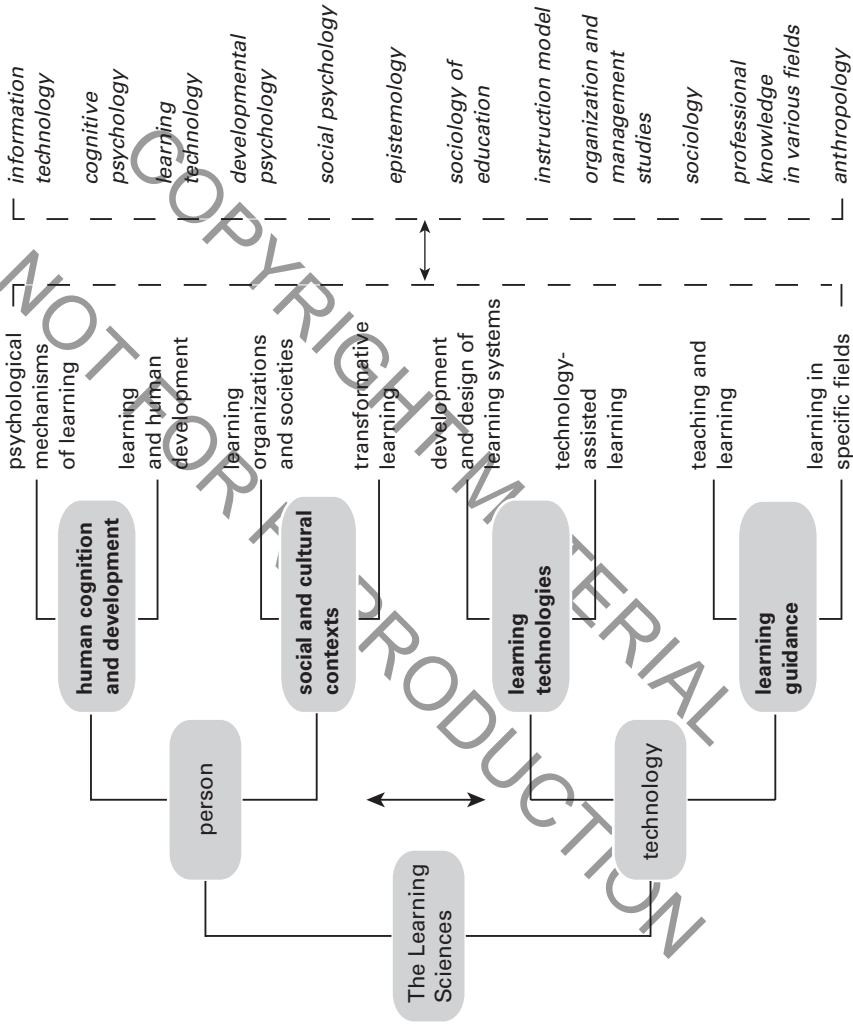 The Learning
Sciences
person
technology
human cognition
and development
social and cultural
contexts
learning
technologies
learning
guidance
psychological
mechanisms
of learning
learning
and human
development
learning
organizations
and societies
transformative
learning
development
and design of
learning systems
technology-
assisted
learning
teaching and
learning
learning in
specific fields
information
technology
cognitive
psychology
learning
technology
developmental
psychology
social psychology
epistemology
sociology of
education
instruction model
organization and
management
studies
sociology
professional
knowledge
in various fields
anthropology
COPYRIGHT MATERIAL
NOT FOR REPRODUCTION